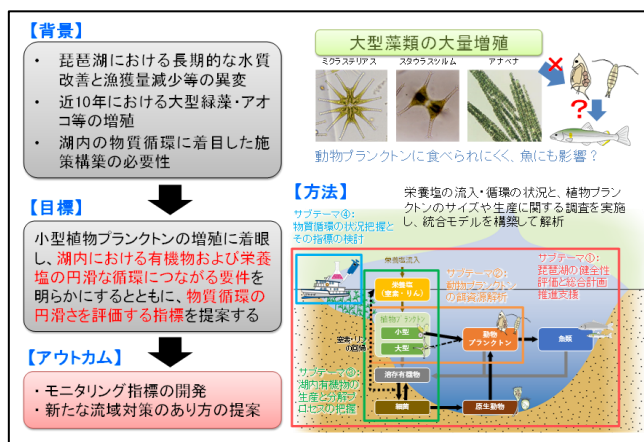 【背景】
• 琵琶湖における長期的な水質
改善と漁獲量減少等の異変
• 近10年における大型緑藻・アオ
コ等の増殖
• 湖内の物質循環に着目した施
策構築の必要性
【目標】
小型植物プランクトンの増殖に着眼
し、湖内における有機物および栄養
塩の円滑な循環につながる要件を
明らかにするとともに、物質循環の
円滑さを評価する指標を提案する
【アウトカム】
・モニタリング指標の開発
・新たな流域対策のあり方の提案
大型藻類の大量増殖
ミクラステリアス
スタウラスツルム
アナベナ
?
動物プランクトンに食べられにくく、魚にも影響？
【方法】
栄養塩の流入・循環の状況と、植物プラン
クトンのサイズや生産に関する調査を実施
し、統合モデルを構築して解析
サブテーマ④：
物質循環の状況把握と
その指標の検討
栄養塩流入
栄養塩
(窒素・リン)
サブテーマ②：
動物プランクトン
の餌資源解析
サブテーマ①：
琵琶湖の健全性
評価と総合計画
推進支援
植物プランクトン
小型
大型
動物
プランクトン
魚類
窒素・リン
の回帰
溶存有機物
サブテーマ③：
湖内有機物の
生産と分解プ
ロセスの把握
細菌
原生動物